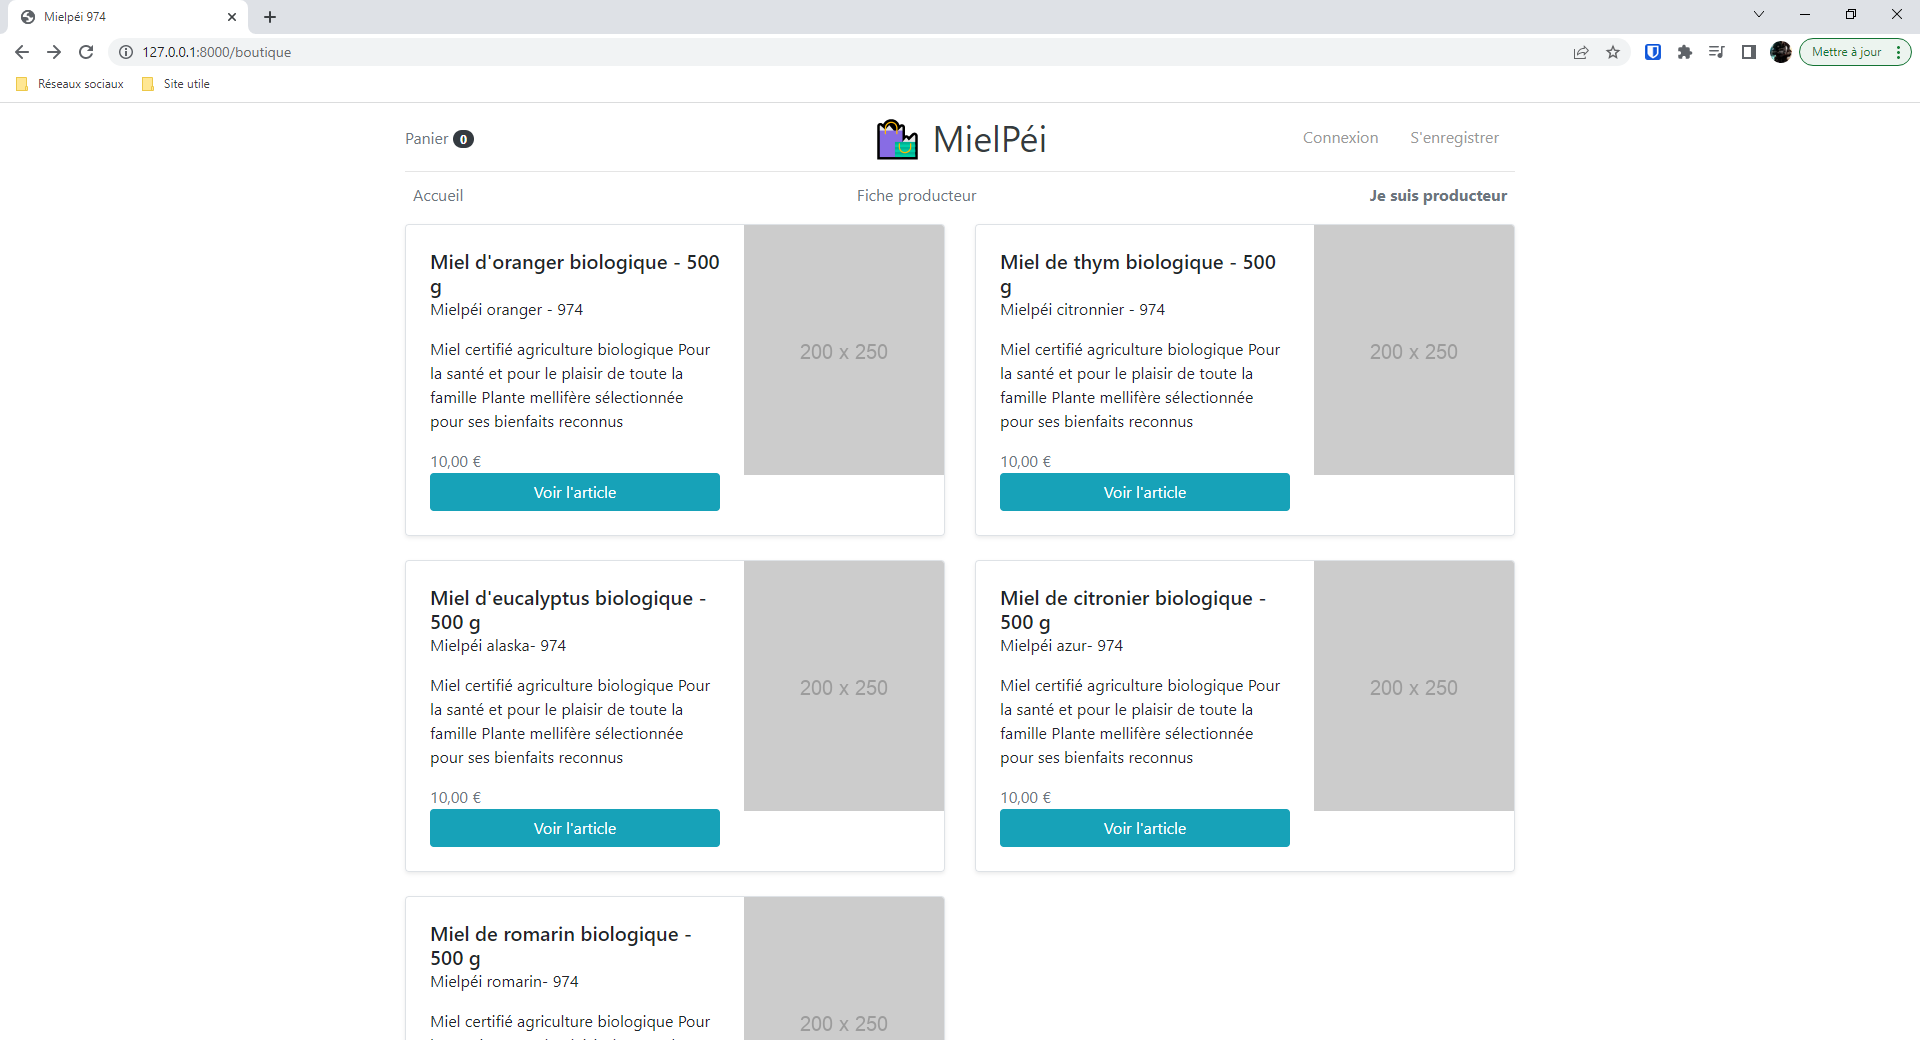 Mielpéi 974
127.0.0.1:8000/boutique
Mettre à jour
Réseaux sociaux
Site utile
Panier 0
MielPéi
Connexion
S'enregistrer
Accueil
Fiche producteur
Je suis producteur
Miel d'oranger biologique - 500
g
Mielpéi oranger - 974
Miel certifié agriculture biologique Pour
la santé et pour le plaisir de toute la
famille Plante mellifère sélectionnée
pour ses bienfaits reconnus
10,00 €
Voir l'article
200 x 250
Miel de thym biologique - 500
g
Mielpéi citronnier - 974
Miel certifié agriculture biologique Pour
la santé et pour le plaisir de toute la
famille Plante mellifère sélectionnée
pour ses bienfaits reconnus
10,00 €
Voir l'article
200 x 250
Miel d'eucalyptus biologique -
500 g
Mielpéi alaska- 974
Miel certifié agriculture biologique Pour
la santé et pour le plaisir de toute la
famille Plante mellifère sélectionnée
pour ses bienfaits reconnus
10,00 €
Voir l'article
200 x 250
Miel de citronier biologique -
500 g
Mielpéi azur- 974
Miel certifié agriculture biologique Pour
la santé et pour le plaisir de toute la
famille Plante mellifère sélectionnée
pour ses bienfaits reconnus
10,00 €
Voir l'article
200 x 250
Miel de romarin biologique -
500 g
Mielpéi romarin- 974
Miel certifié agriculture biologique Pour
200 x 250